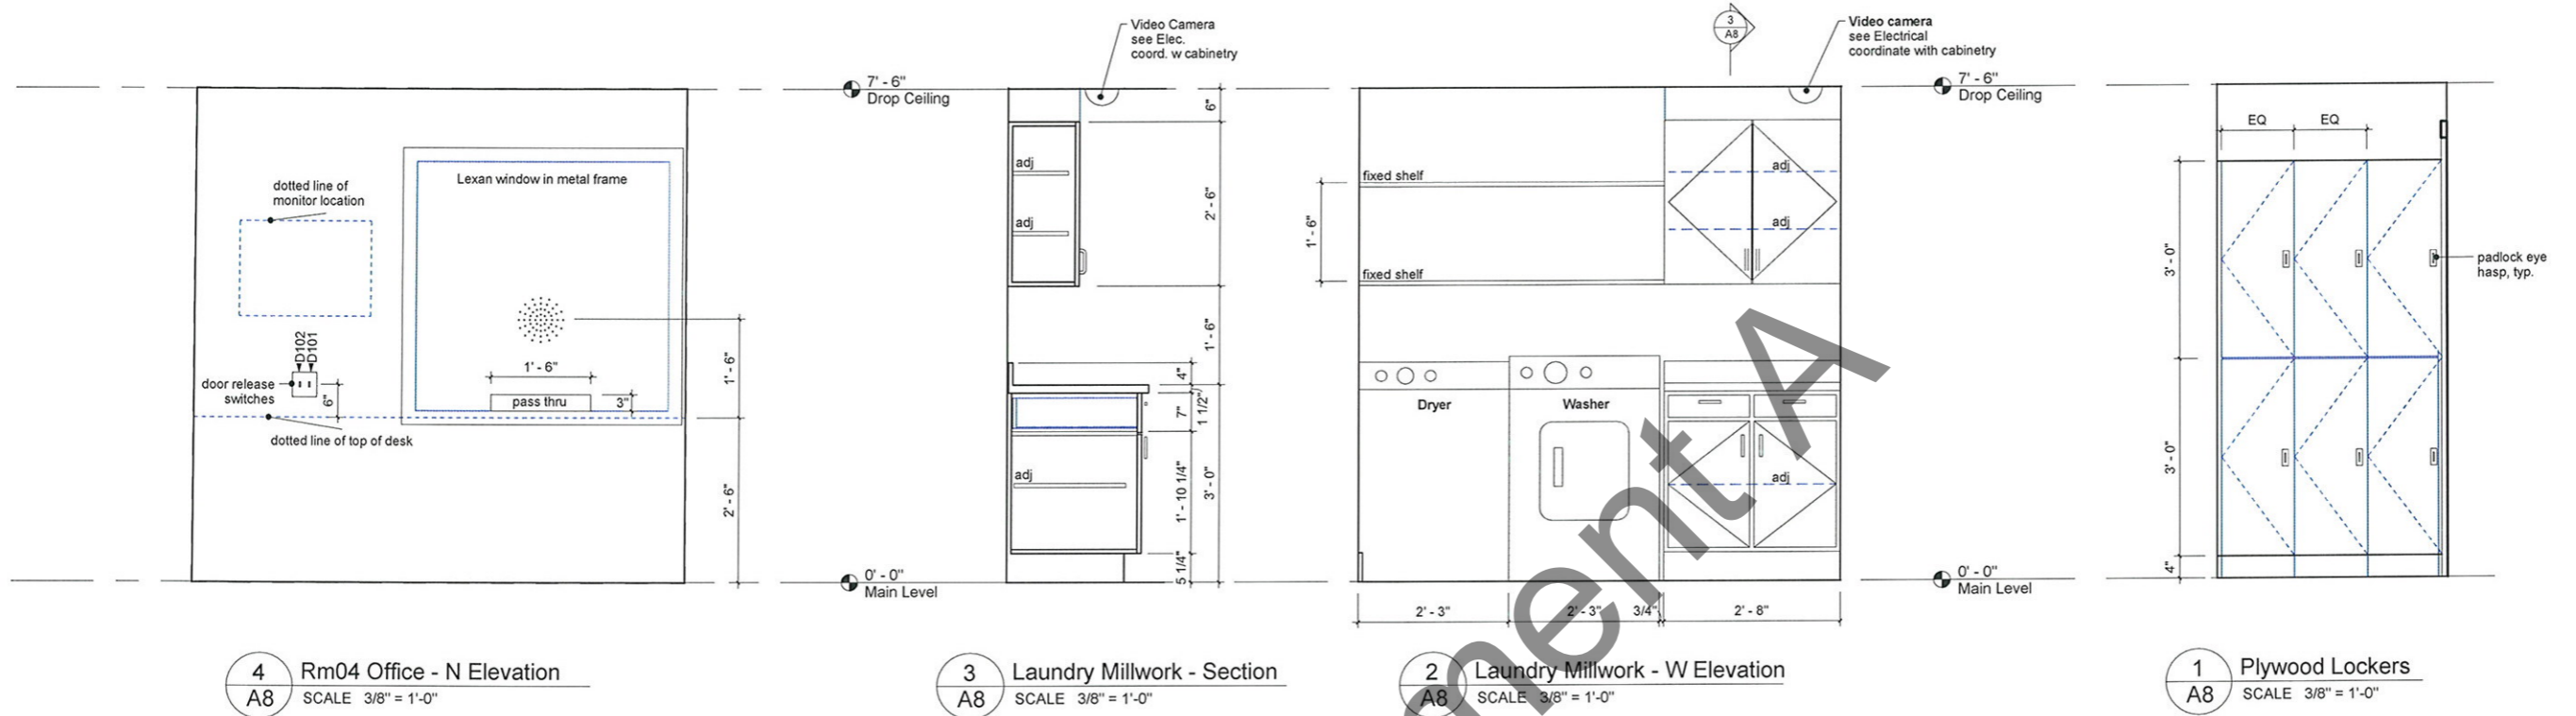 Video Camera
see Elec.
coord. w cabinetry
3
A8
Video camera
see Electrical
coordinate with cabinetry
7' - 6"
Drop Ceiling
7' - 6"
Drop Ceiling
dotted line of
monitor location
Lexan window in metal frame
D102
D101
door release
switches
6"
1' - 6"
pass thru
3"
dotted line of top of desk
1' - 6"
2' - 6"
0' - 0"
Main Level
4
A8
Rm04 Office - N Elevation
SCALE 3/8" = 1'-0"
adj
adj
adj
6"
2' - 6"
1' - 6"
4"
7"
1 1/2"
1' - 10 1/4"
3' - 0"
5 1/4"
3
A8
Laundry Millwork - Section
SCALE 3/8" = 1'-0"
fixed shelf
1' - 6"
fixed shelf
adj
adj
Dryer
Washer
adj
2' - 3"
2' - 3"
3/4"
2' - 8"
0' - 0"
Main Level
2
A8
Laundry Millwork - W Elevation
SCALE 3/8" = 1'-0"
EQ
EQ
3' - 0"
3' - 0"
4"
padlock eye
hasp, typ.
1
A8
Plywood Lockers
SCALE 3/8" = 1'-0"
ment A